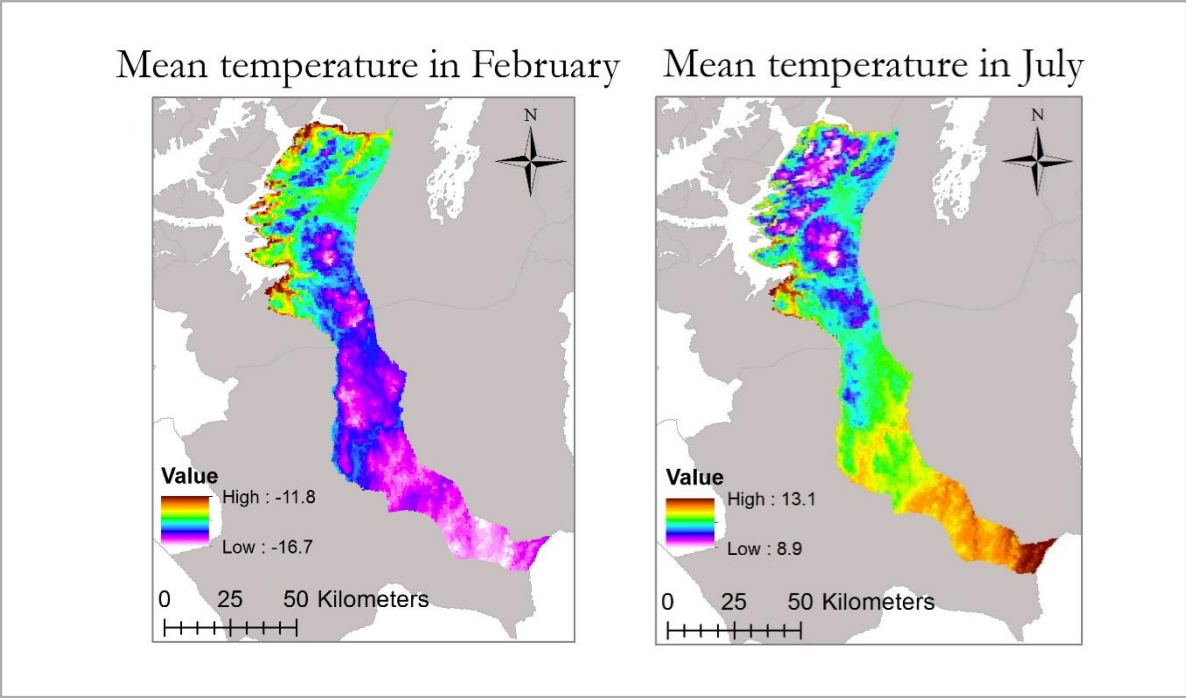 Mean temperature in February
N
Value
High : -11.8
Low : -16.7
0 25 50 Kilometers
Mean temperature in July
N
Value
High : 13.1
Low : 8.9
0 25 50 Kilometers